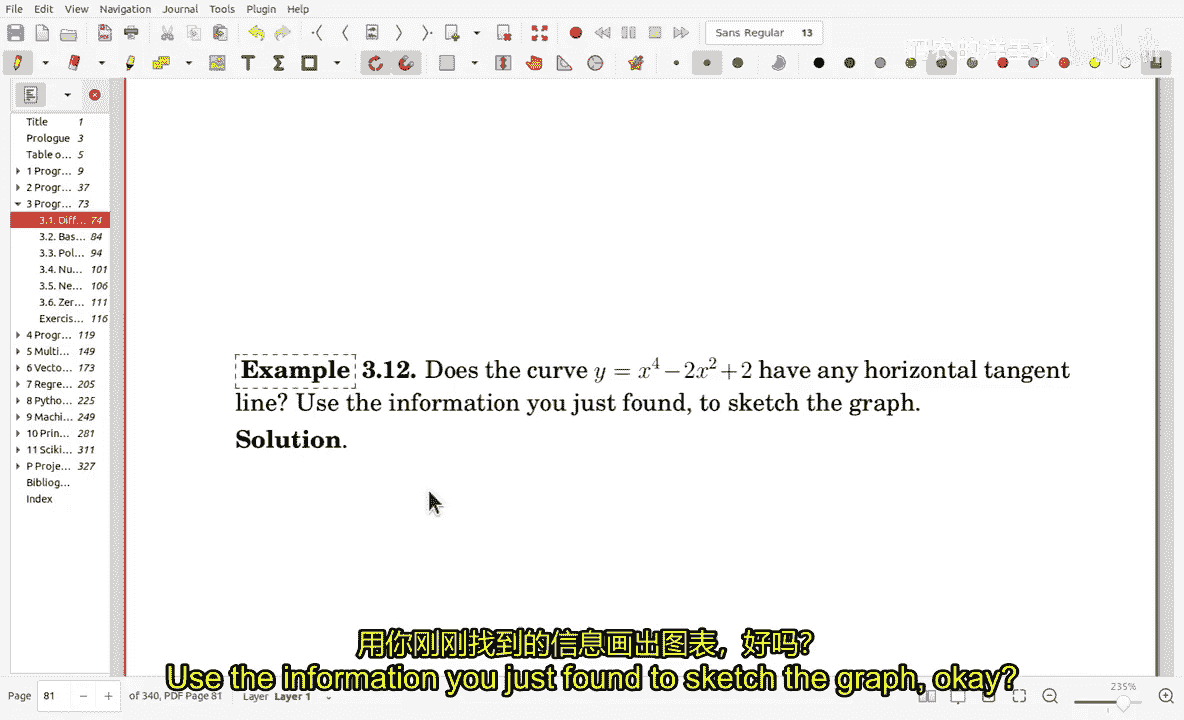 File Edit View Navigation Journal Tools Plugin Help
Sans Regular 13
Title 1
Prologue 3
Table o... 5
1 Progr... 9
2 Progr... 37
3 Progr... 73
3.1. Diff... 74
3.2. Bas... 84
3.3. Pol... 94
3.4. Nu... 101
3.5. Ne... 106
3.6. Zer... 111
Exercis... 116
4 Progr... 119
5 Multi... 149
6 Vecto... 173
7 Regre... 205
8 Pytho... 225
9 Machi... 249
10 Prin... 281
11 Sciki... 311
P Proje... 327
Bibliog...
Index
Example 3.12. Does the curve y = x⁴−2x²+2 have any horizontal tangent
line? Use the information you just found, to sketch the graph.
Solution.
用你刚刚找到的信息画出图表，好吗？
Use the information you just found to sketch the graph, okay?
Page 81 − + of 340, PDF Page 81 Layer Layer 1 235%